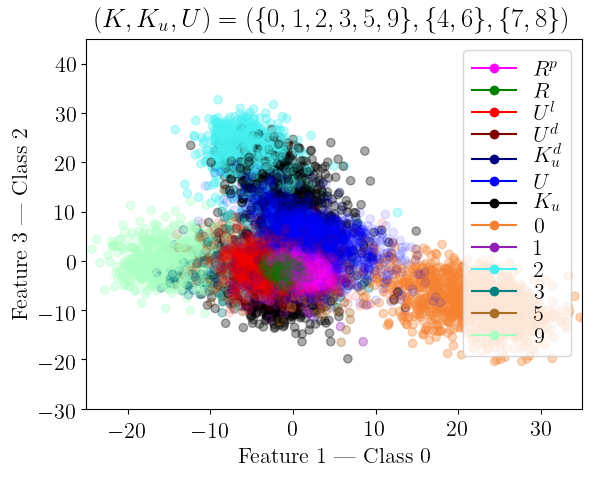 (K, K_u, U) = ({0, 1, 2, 3, 5, 9}, {4, 6}, {7, 8})
40
30
20
10
0
−10
−20
−30
Feature 3 — Class 2
R^p
R
U^l
U^d
K_u^d
U
K_u
0
1
2
3
5
9
−20
−10
0
10
20
30
Feature 1 — Class 0